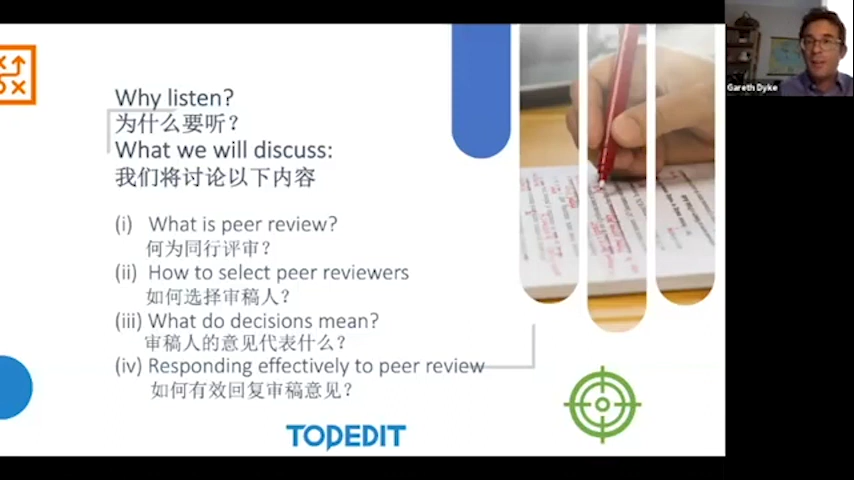 Why listen?
为什么要听？
What we will discuss:
我们将讨论以下内容
(i) What is peer review?
何为同行评审？
(ii) How to select peer reviewers
如何选择审稿人？
(iii) What do decisions mean?
审稿人的意见代表什么？
(iv) Responding effectively to peer review
如何有效回复审稿意见？
TOPEDIT
Gareth Dyke